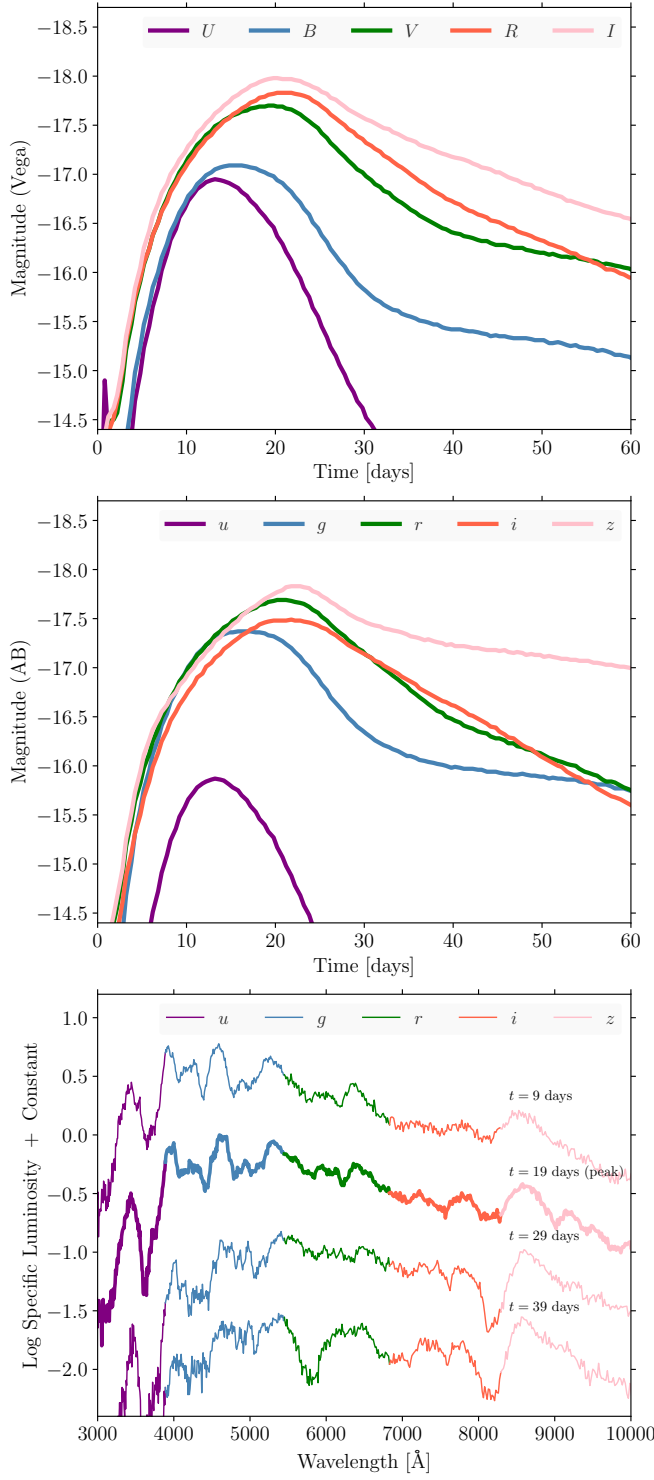 U B V R I
Magnitude (Vega)
−18.5
−18.0
−17.5
−17.0
−16.5
−16.0
−15.5
−15.0
−14.5
0 10 20 30 40 50 60
Time [days]
u g r i z
Magnitude (AB)
−18.5
−18.0
−17.5
−17.0
−16.5
−16.0
−15.5
−15.0
−14.5
0 10 20 30 40 50 60
Time [days]
u g r i z
Log Specific Luminosity + Constant
1.0
0.5
0.0
−0.5
−1.0
−1.5
−2.0
t = 9 days
t = 19 days (peak)
t = 29 days
t = 39 days
3000 4000 5000 6000 7000 8000 9000 10000
Wavelength [Å]